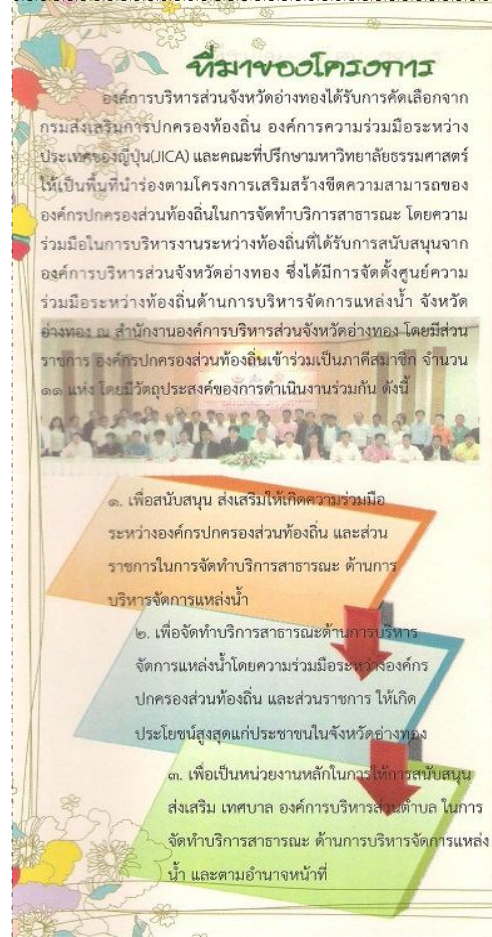 ที่มาของโครงการ
องค์การบริหารส่วนจังหวัดอ่างทองได้รับการคัดเลือกจาก
กรมส่งเสริมการปกครองท้องถิ่น องค์การความร่วมมือระหว่าง
ประเทศของญี่ปุ่น(JICA) และคณะที่ปรึกษามหาวิทยาลัยธรรมศาสตร์
ให้เป็นพื้นที่นำร่องตามโครงการเสริมสร้างขีดความสามารถของ
องค์กรปกครองส่วนท้องถิ่นในการจัดทำบริการสาธารณะ โดยความ
ร่วมมือในการบริหารงานระหว่างท้องถิ่นที่ได้รับการสนับสนุนจาก
องค์การบริหารส่วนจังหวัดอ่างทอง ซึ่งได้มีการจัดตั้งศูนย์ความ
ร่วมมือระหว่างท้องถิ่นด้านการบริหารจัดการแหล่งน้ำ จังหวัด
อ่างทอง ณ สำนักงานองค์การบริหารส่วนจังหวัดอ่างทอง โดยมีส่วน
ราชการ องค์กรปกครองส่วนท้องถิ่นเข้าร่วมเป็นภาคีสมาชิก จำนวน
๑๑ แห่ง โดยมีวัตถุประสงค์ของการดำเนินงานร่วมกัน ดังนี้
๑. เพื่อสนับสนุน ส่งเสริมให้เกิดความร่วมมือ
ระหว่างองค์กรปกครองส่วนท้องถิ่น และส่วน
ราชการในการจัดทำบริการสาธารณะ ด้านการ
บริหารจัดการแหล่งน้ำ
๒. เพื่อจัดทำบริการสาธารณะด้านการบริหาร
จัดการแหล่งน้ำโดยความร่วมมือระหว่างองค์กร
ปกครองส่วนท้องถิ่น และส่วนราชการ ให้เกิด
ประโยชน์สูงสุดแก่ประชาชนในจังหวัดอ่างทอง
๓. เพื่อเป็นหน่วยงานหลักในการให้การสนับสนุน
ส่งเสริม เทศบาล องค์การบริหารส่วนตำบล ในการ
จัดทำบริการสาธารณะ ด้านการบริหารจัดการแหล่ง
น้ำ และตามอำนาจหน้าที่